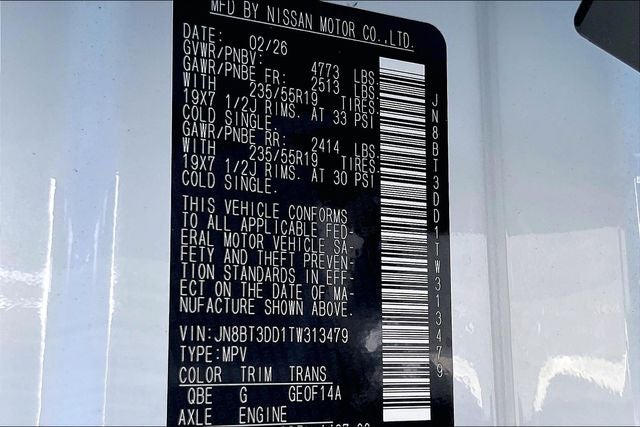 MFD BY NISSAN MOTOR CO.,LTD.
DATE: 02/26
GVWR/PNBV: 4773 LBS
GAWR/PNBE FR: 2513 LBS.
WITH 235/55R19 TIRES.
19X7 1/2J RIMS. AT 33 PSI
COLD SINGLE.
GAWR/PNBE RR: 2414 LBS.
WITH 235/55R19 TIRES.
19X7 1/2J RIMS. AT 30 PSI
COLD SINGLE.
THIS VEHICLE CONFORMS
TO ALL APPLICABLE FED-
ERAL MOTOR VEHICLE SA-
FETY AND THEFT PREVEN-
TION STANDARDS IN EFF-
ECT ON THE DATE OF MA-
NUFACTURE SHOWN ABOVE.
VIN:JN8BT3DD1TW313479
TYPE:MPV
COLOR TRIM TRANS
QBE G GEOF14A
AXLE ENGINE
JN8BT3DD1TW313479